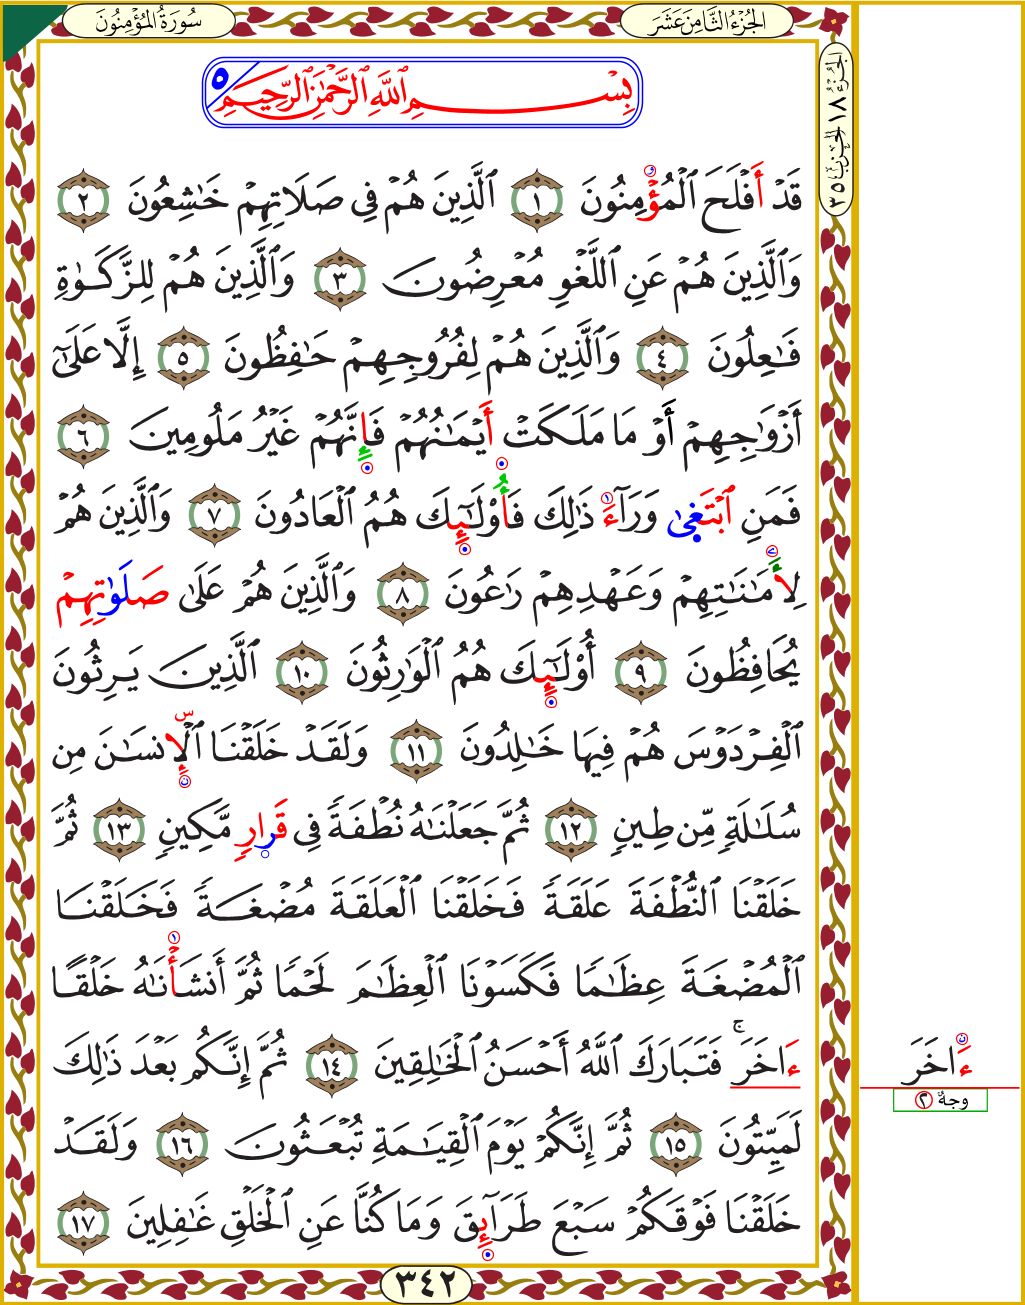 سُورَةُ المُؤْمِنُونَ
الجُزْءُ الثَّامِنَ عَشَرَ
الجزء ١٨ الحزب ٣٥
بِسْمِ ٱللَّهِ ٱلرَّحْمَٰنِ ٱلرَّحِيمِ ٥
قَدْ أَفْلَحَ ٱلْمُؤْمِنُونَ ١ ٱلَّذِينَ هُمْ فِى صَلَاتِهِمْ خَٰشِعُونَ ٢
وَٱلَّذِينَ هُمْ عَنِ ٱللَّغْوِ مُعْرِضُونَ ٣ وَٱلَّذِينَ هُمْ لِلزَّكَوٰةِ
فَٰعِلُونَ ٤ وَٱلَّذِينَ هُمْ لِفُرُوجِهِمْ حَٰفِظُونَ ٥ إِلَّا عَلَىٰٓ
أَزْوَٰجِهِمْ أَوْ مَا مَلَكَتْ أَيْمَٰنُهُمْ فَإِنَّهُمْ غَيْرُ مَلُومِينَ ٦
فَمَنِ ٱبْتَغَىٰ وَرَآءَ ذَٰلِكَ فَأُو۟لَٰٓئِكَ هُمُ ٱلْعَادُونَ ٧ وَٱلَّذِينَ هُمْ
لِأَمَٰنَٰتِهِمْ وَعَهْدِهِمْ رَٰعُونَ ٨ وَٱلَّذِينَ هُمْ عَلَىٰ صَلَوَٰتِهِمْ
يُحَافِظُونَ ٩ أُو۟لَٰٓئِكَ هُمُ ٱلْوَٰرِثُونَ ١٠ ٱلَّذِينَ يَرِثُونَ
ٱلْفِرْدَوْسَ هُمْ فِيهَا خَٰلِدُونَ ١١ وَلَقَدْ خَلَقْنَا ٱلْإِنسَٰنَ مِن
سُلَٰلَةٍ مِّن طِينٍ ١٢ ثُمَّ جَعَلْنَٰهُ نُطْفَةً فِى قَرَارٍ مَّكِينٍ ١٣ ثُمَّ
خَلَقْنَا ٱلنُّطْفَةَ عَلَقَةً فَخَلَقْنَا ٱلْعَلَقَةَ مُضْغَةً فَخَلَقْنَا
ٱلْمُضْغَةَ عِظَٰمًا فَكَسَوْنَا ٱلْعِظَٰمَ لَحْمًا ثُمَّ أَنشَأْنَٰهُ خَلْقًا
ءَاخَرَ ۚ فَتَبَارَكَ ٱللَّهُ أَحْسَنُ ٱلْخَٰلِقِينَ ١٤ ثُمَّ إِنَّكُم بَعْدَ ذَٰلِكَ
لَمَيِّتُونَ ١٥ ثُمَّ إِنَّكُمْ يَوْمَ ٱلْقِيَٰمَةِ تُبْعَثُونَ ١٦ وَلَقَدْ
خَلَقْنَا فَوْقَكُمْ سَبْعَ طَرَآئِقَ وَمَا كُنَّا عَنِ ٱلْخَلْقِ غَٰفِلِينَ ١٧
ءَاخَرَ
وجهٌ ٢
٣٤٢